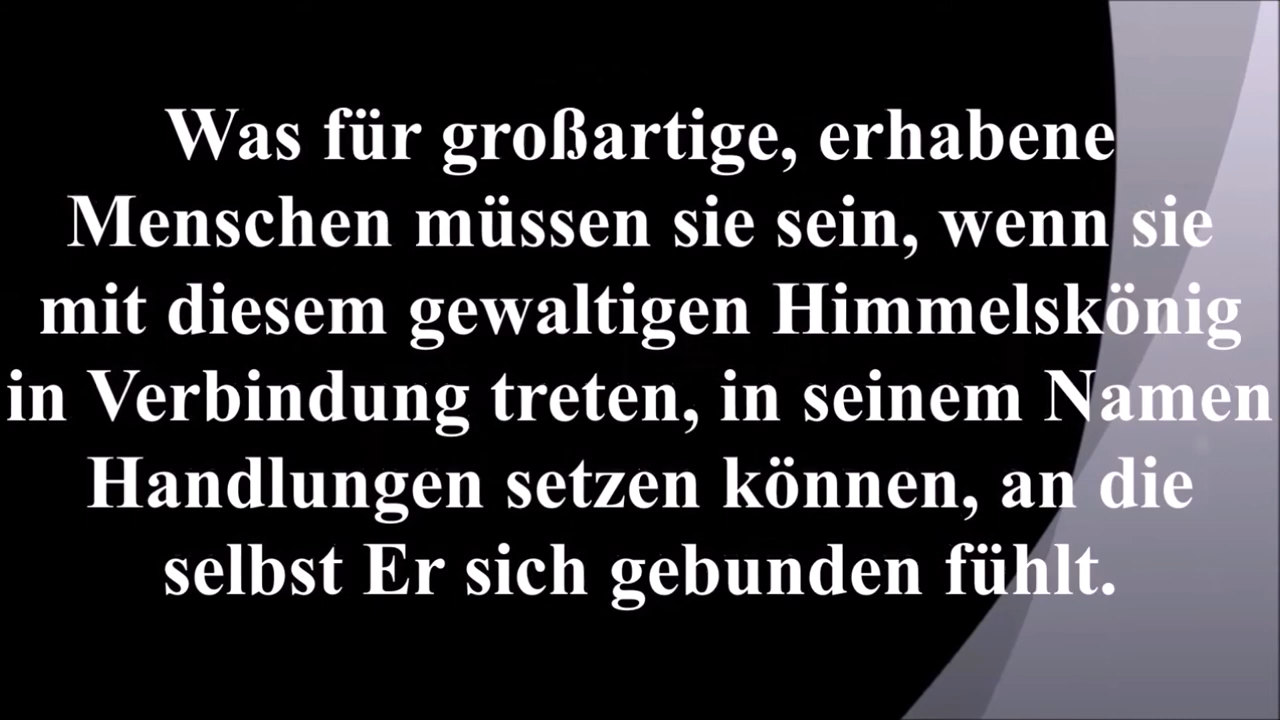 Was für großartige, erhabene
Menschen müssen sie sein, wenn sie
mit diesem gewaltigen Himmelskönig
in Verbindung treten, in seinem Namen
Handlungen setzen können, an die
selbst Er sich gebunden fühlt.